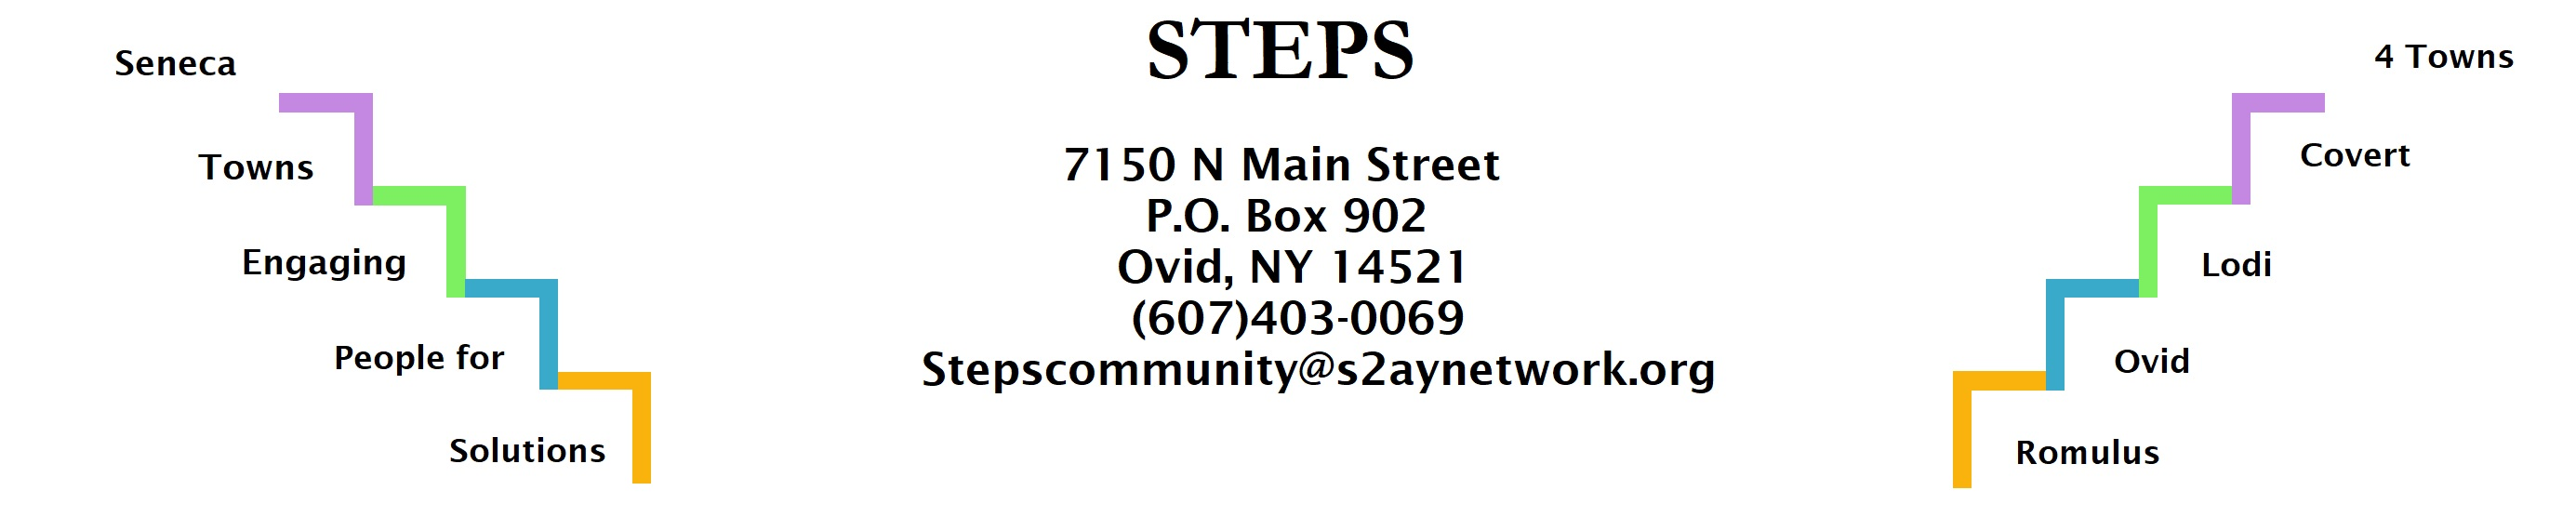 Seneca
Towns
Engaging
People for
Solutions
STEPS
7150 N Main Street
P.O. Box 902
Ovid, NY 14521
(607)403-0069
Stepscommunity@s2aynetwork.org
4 Towns
Covert
Lodi
Ovid
Romulus